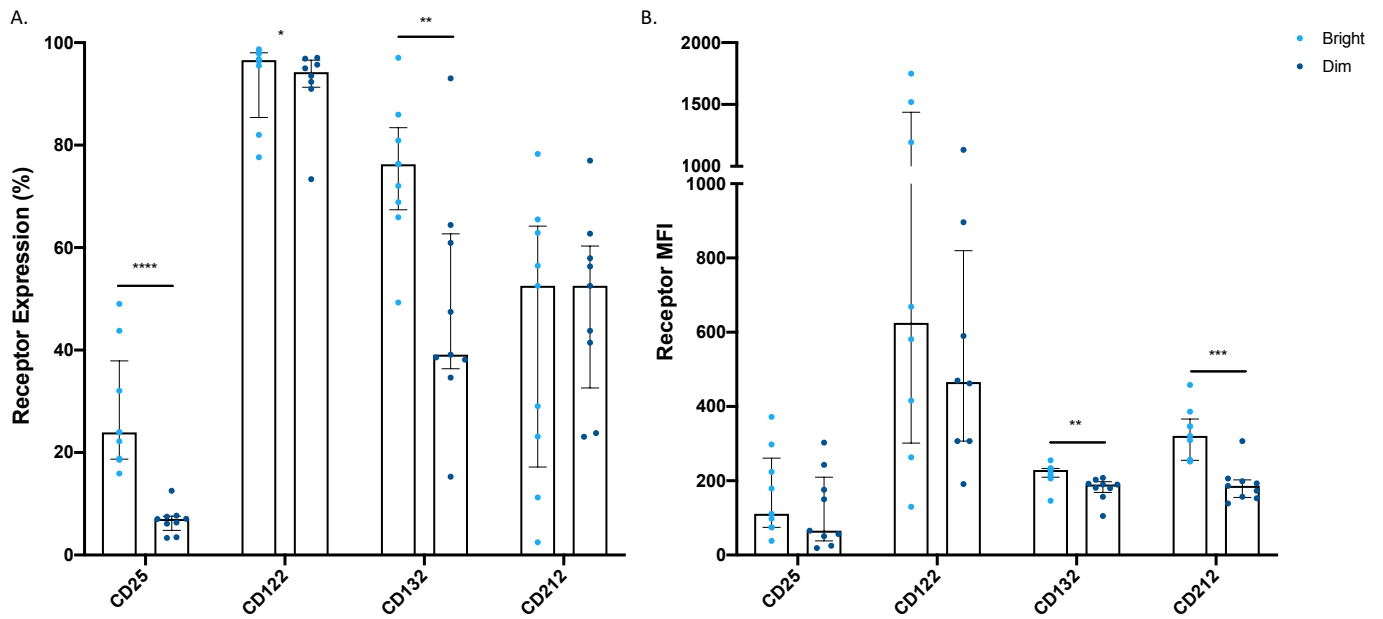 A.
B.
Receptor Expression (%)
100
80
60
40
20
0
****
*
**
CD25
CD122
CD132
CD212
Receptor MFI
2000
1500
1000
1000
800
600
400
200
0
**
***
CD25
CD122
CD132
CD212
Bright
Dim